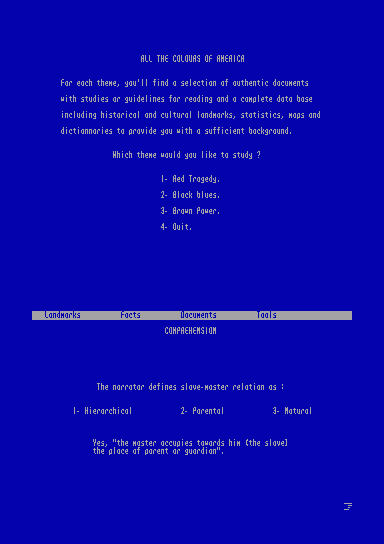 ALL THE COLOURS OF AMERICA
For each theme, you'll find a selection of authentic documents
with studies or guidelines for reading and a complete data base
including historical and cultural landmarks, statistics, maps and
dictionnaries to provide you with a sufficient background.
Which theme would you like to study ?
1- Red Tragedy.
2- Black blues.
3- Brown Power.
4- Quit.
Landmarks Facts Documents Tools
COMPREHENSION
The narrator defines slave-master relation as :
1- Hierarchical 2- Parental 3- Natural
Yes, "the master occupies towards him (the slave)
the place of parent or guardian".